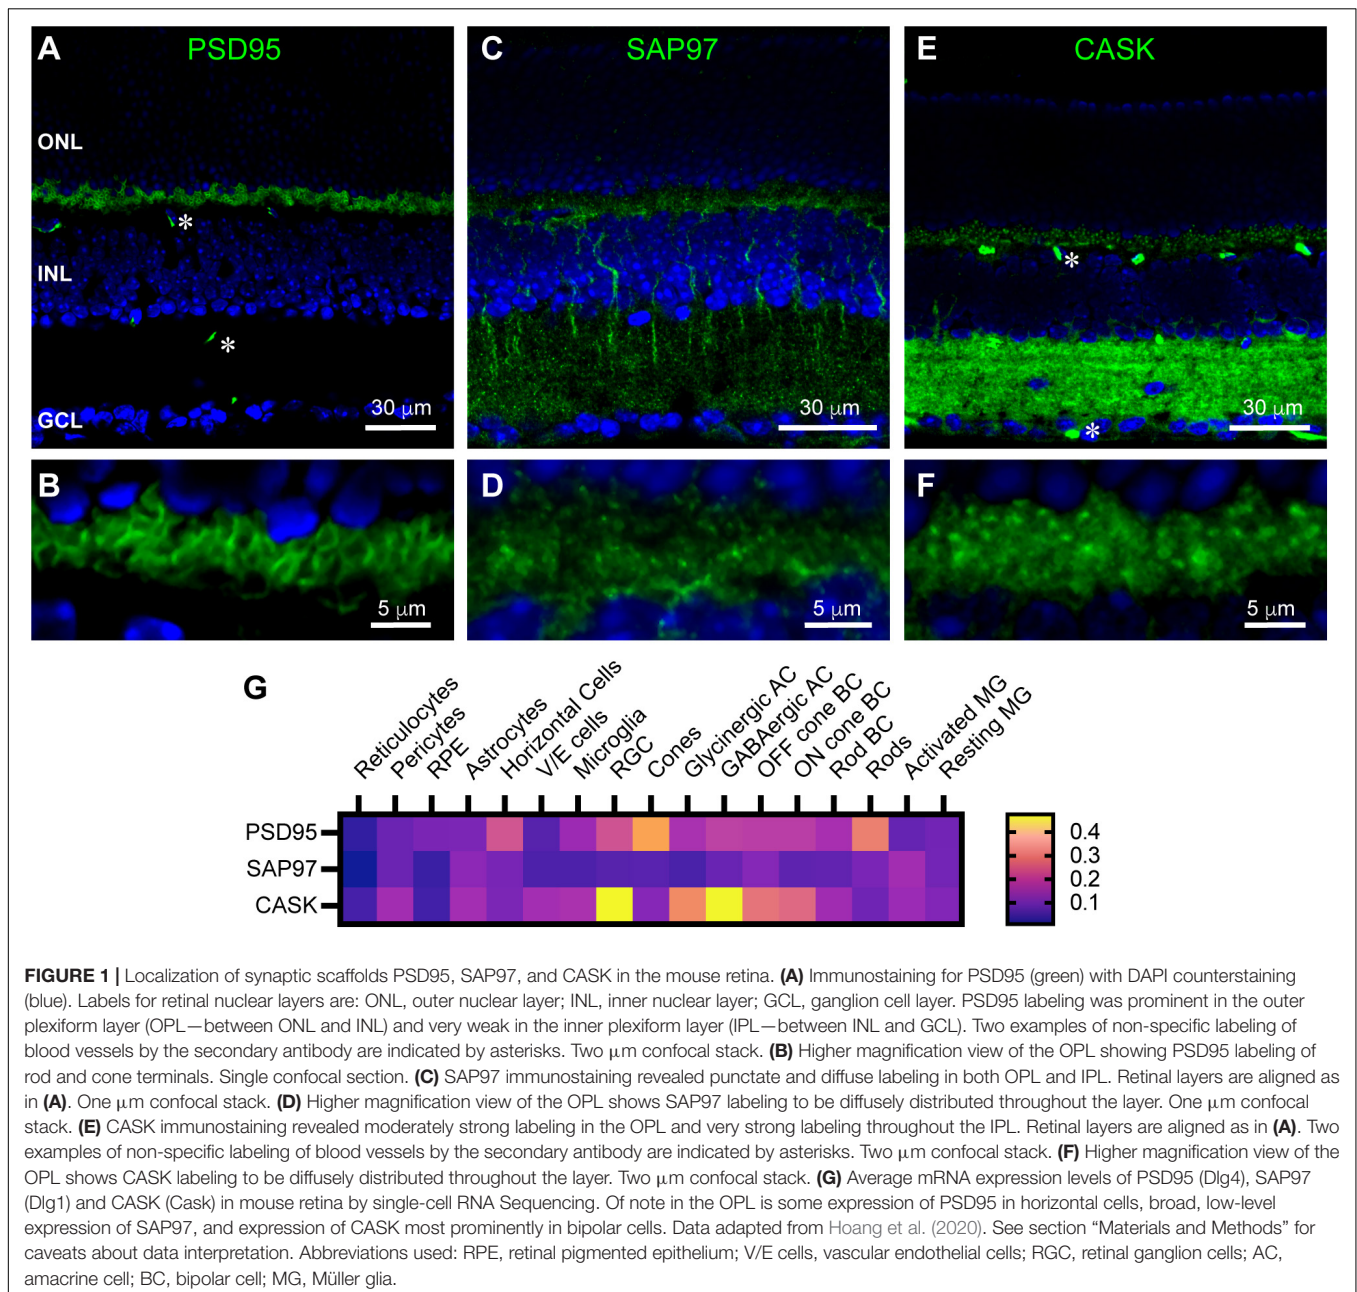 A
PSD95
ONL
*
INL
*
GCL
30 μm
C
SAP97
30 μm
E
CASK
*
30 μm
*
B
5 μm
D
5 μm
F
5 μm
G
Reticulocytes
Pericytes
RPE
Astrocytes
Horizontal Cells
V/E cells
Microglia
RGC
Cones
Glycinergic AC
GABAergic AC
OFF cone BC
ON cone BC
Rod BC
Rods
Activated MG
Resting MG
PSD95
SAP97
CASK
0.4
0.3
0.2
0.1
FIGURE 1 | Localization of synaptic scaffolds PSD95, SAP97, and CASK in the mouse retina. (A) Immunostaining for PSD95 (green) with DAPI counterstaining
(blue). Labels for retinal nuclear layers are: ONL, outer nuclear layer; INL, inner nuclear layer; GCL, ganglion cell layer. PSD95 labeling was prominent in the outer
plexiform layer (OPL—between ONL and INL) and very weak in the inner plexiform layer (IPL—between INL and GCL). Two examples of non-specific labeling of
blood vessels by the secondary antibody are indicated by asterisks. Two μm confocal stack. (B) Higher magnification view of the OPL showing PSD95 labeling of
rod and cone terminals. Single confocal section. (C) SAP97 immunostaining revealed punctate and diffuse labeling in both OPL and IPL. Retinal layers are aligned as
in (A). One μm confocal stack. (D) Higher magnification view of the OPL shows SAP97 labeling to be diffusely distributed throughout the layer. One μm confocal
stack. (E) CASK immunostaining revealed moderately strong labeling in the OPL and very strong labeling throughout the IPL. Retinal layers are aligned as in (A). Two
examples of non-specific labeling of blood vessels by the secondary antibody are indicated by asterisks. Two μm confocal stack. (F) Higher magnification view of the
OPL shows CASK labeling to be diffusely distributed throughout the layer. Two μm confocal stack. (G) Average mRNA expression levels of PSD95 (Dlg4), SAP97
(Dlg1) and CASK (Cask) in mouse retina by single-cell RNA Sequencing. Of note in the OPL is some expression of PSD95 in horizontal cells, broad, low-level
expression of SAP97, and expression of CASK most prominently in bipolar cells. Data adapted from Hoang et al. (2020). See section “Materials and Methods” for
caveats about data interpretation. Abbreviations used: RPE, retinal pigmented epithelium; V/E cells, vascular endothelial cells; RGC, retinal ganglion cells; AC,
amacrine cell; BC, bipolar cell; MG, Müller glia.